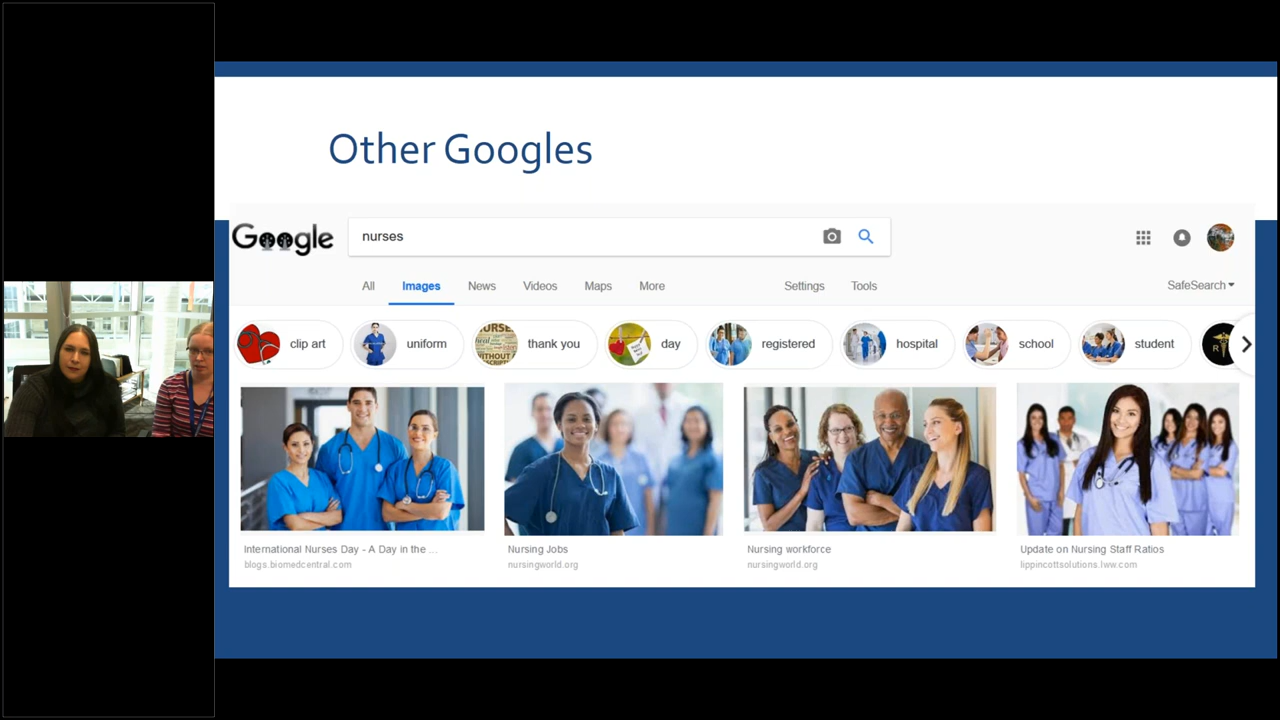 Other Googles
Google
nurses
All Images News Videos Maps More Settings Tools
SafeSearch
clip art uniform thank you day registered hospital school student
International Nurses Day - A Day in the ... Nursing Jobs Nursing workforce Update on Nursing Staff Ratios
blogs.biomedcentral.com nursingworld.org nursingworld.org lippincottsolutions.lww.com